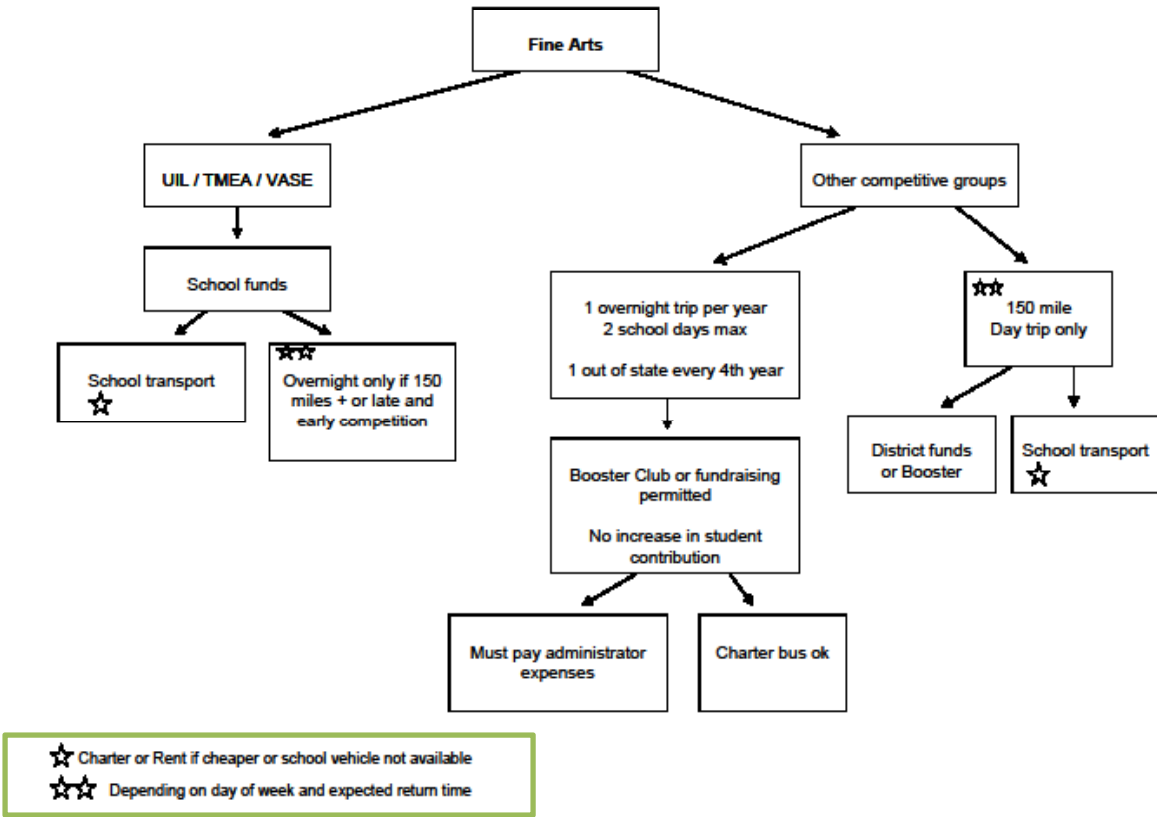 Fine Arts
UIL / TMEA / VASE
Other competitive groups
School funds
1 overnight trip per year
2 school days max
1 out of state every 4th year
150 mile
Day trip only
School transport
Overnight only if 150
miles + or late and
early competition
Booster Club or fundraising
permitted
No increase in student
contribution
District funds
or Booster
School transport
Must pay administrator
expenses
Charter bus ok
Charter or Rent if cheaper or school vehicle not available
Depending on day of week and expected return time